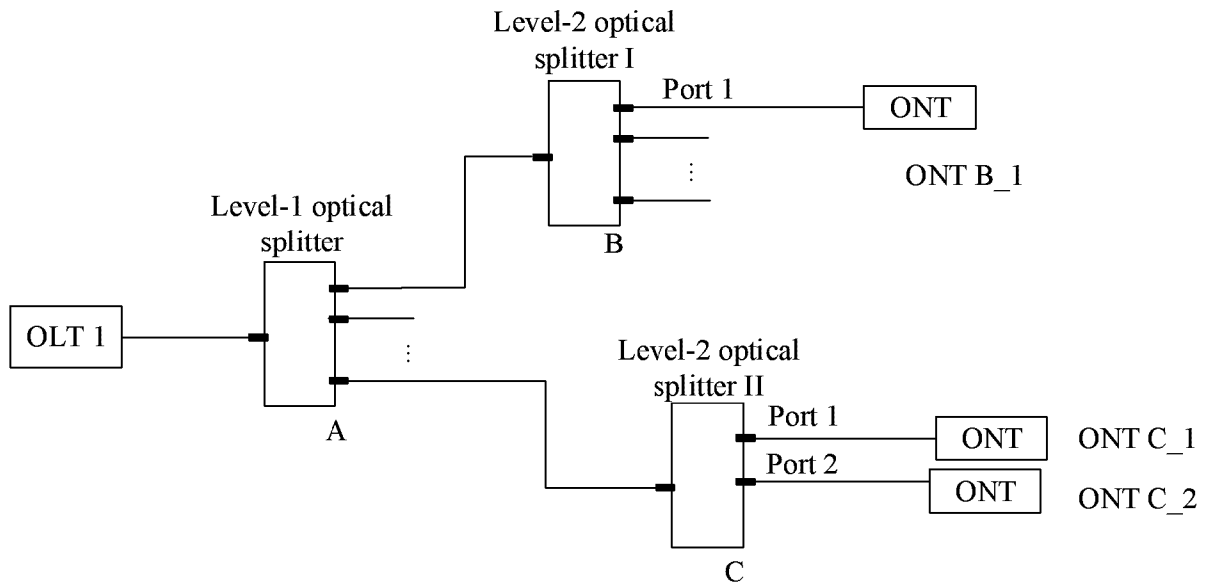 Level-2 optical
splitter I
Port 1
ONT
ONT B_1
B
Level-1 optical
splitter
OLT 1
A
Level-2 optical
splitter II
Port 1
ONT
ONT C_1
Port 2
ONT
ONT C_2
C